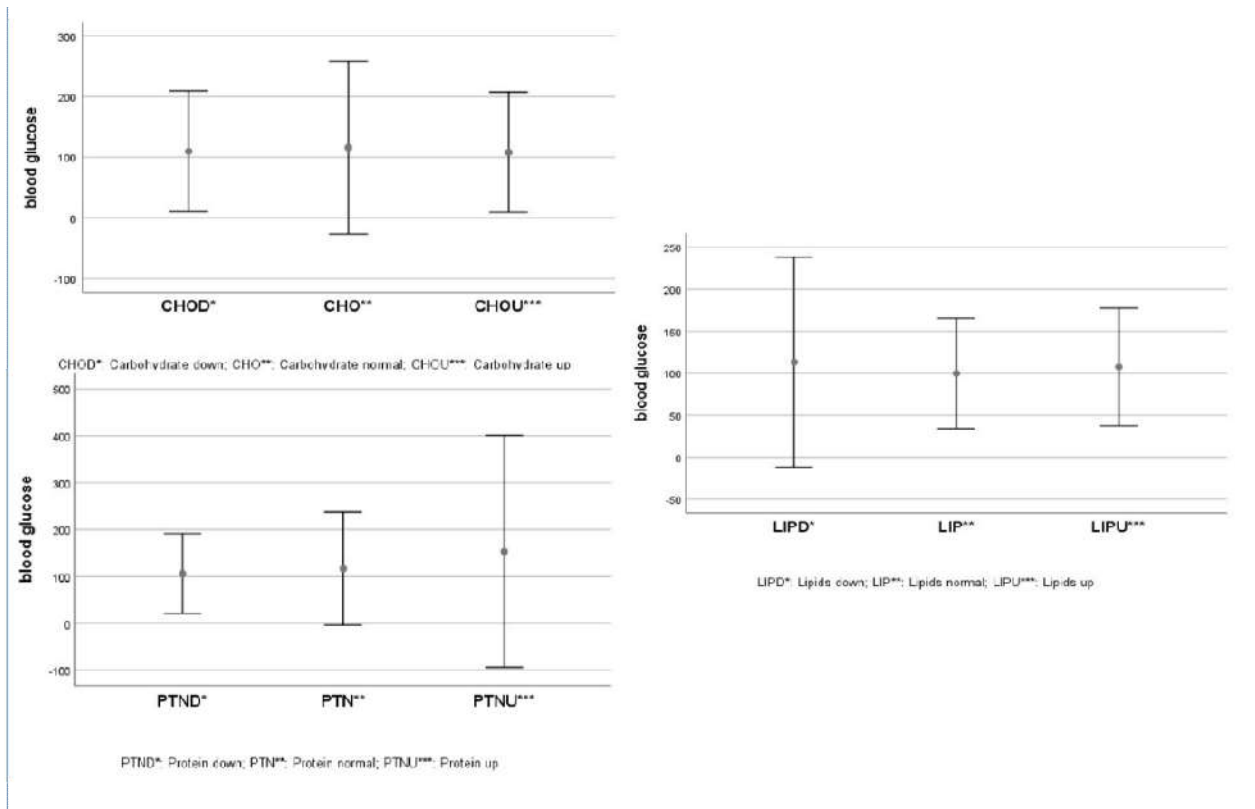 300
200
100
0
-100
blood glucose
CHOD* CHO** CHOU***
CHOD*: Carbohydrate down; CHO**: Carbohydrate normal; CHOU***: Carbohydrate up
500
400
300
200
100
0
-100
blood glucose
PTND* PTN** PTNU***
PTND*: Protein down; PTN**: Protein normal; PTNU***: Protein up
250
200
150
100
50
0
-50
blood glucose
LIPD* LIP** LIPU***
LIPD*: Lipids down; LIP**: Lipids normal; LIPU***: Lipids up